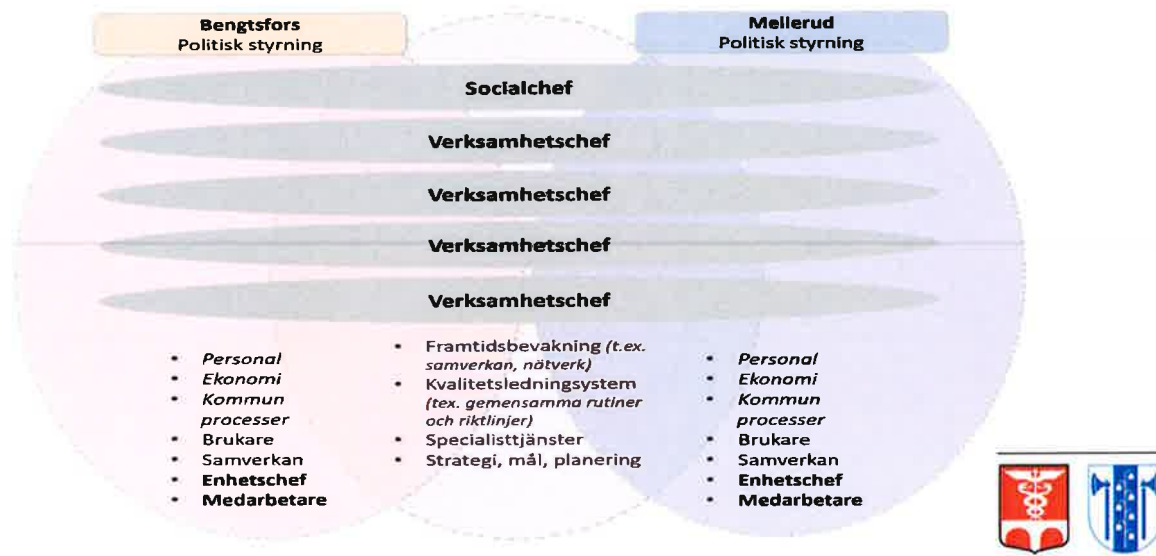 Bengtsfors
Politisk styrning
Mellerud
Politisk styrning
Socialchef
Verksamhetschef
Verksamhetschef
Verksamhetschef
Verksamhetschef
• Personal
• Ekonomi
• Kommun
processer
• Brukare
• Samverkan
• Enhetschef
• Medarbetare
• Framtidsbevakning (t.ex.
samverkan, nätverk)
• Kvalitetsledningsystem
(tex. gemensamma rutiner
och riktlinjer)
• Specialisttjänster
• Strategi, mål, planering
• Personal
• Ekonomi
• Kommun
processer
• Brukare
• Samverkan
• Enhetschef
• Medarbetare